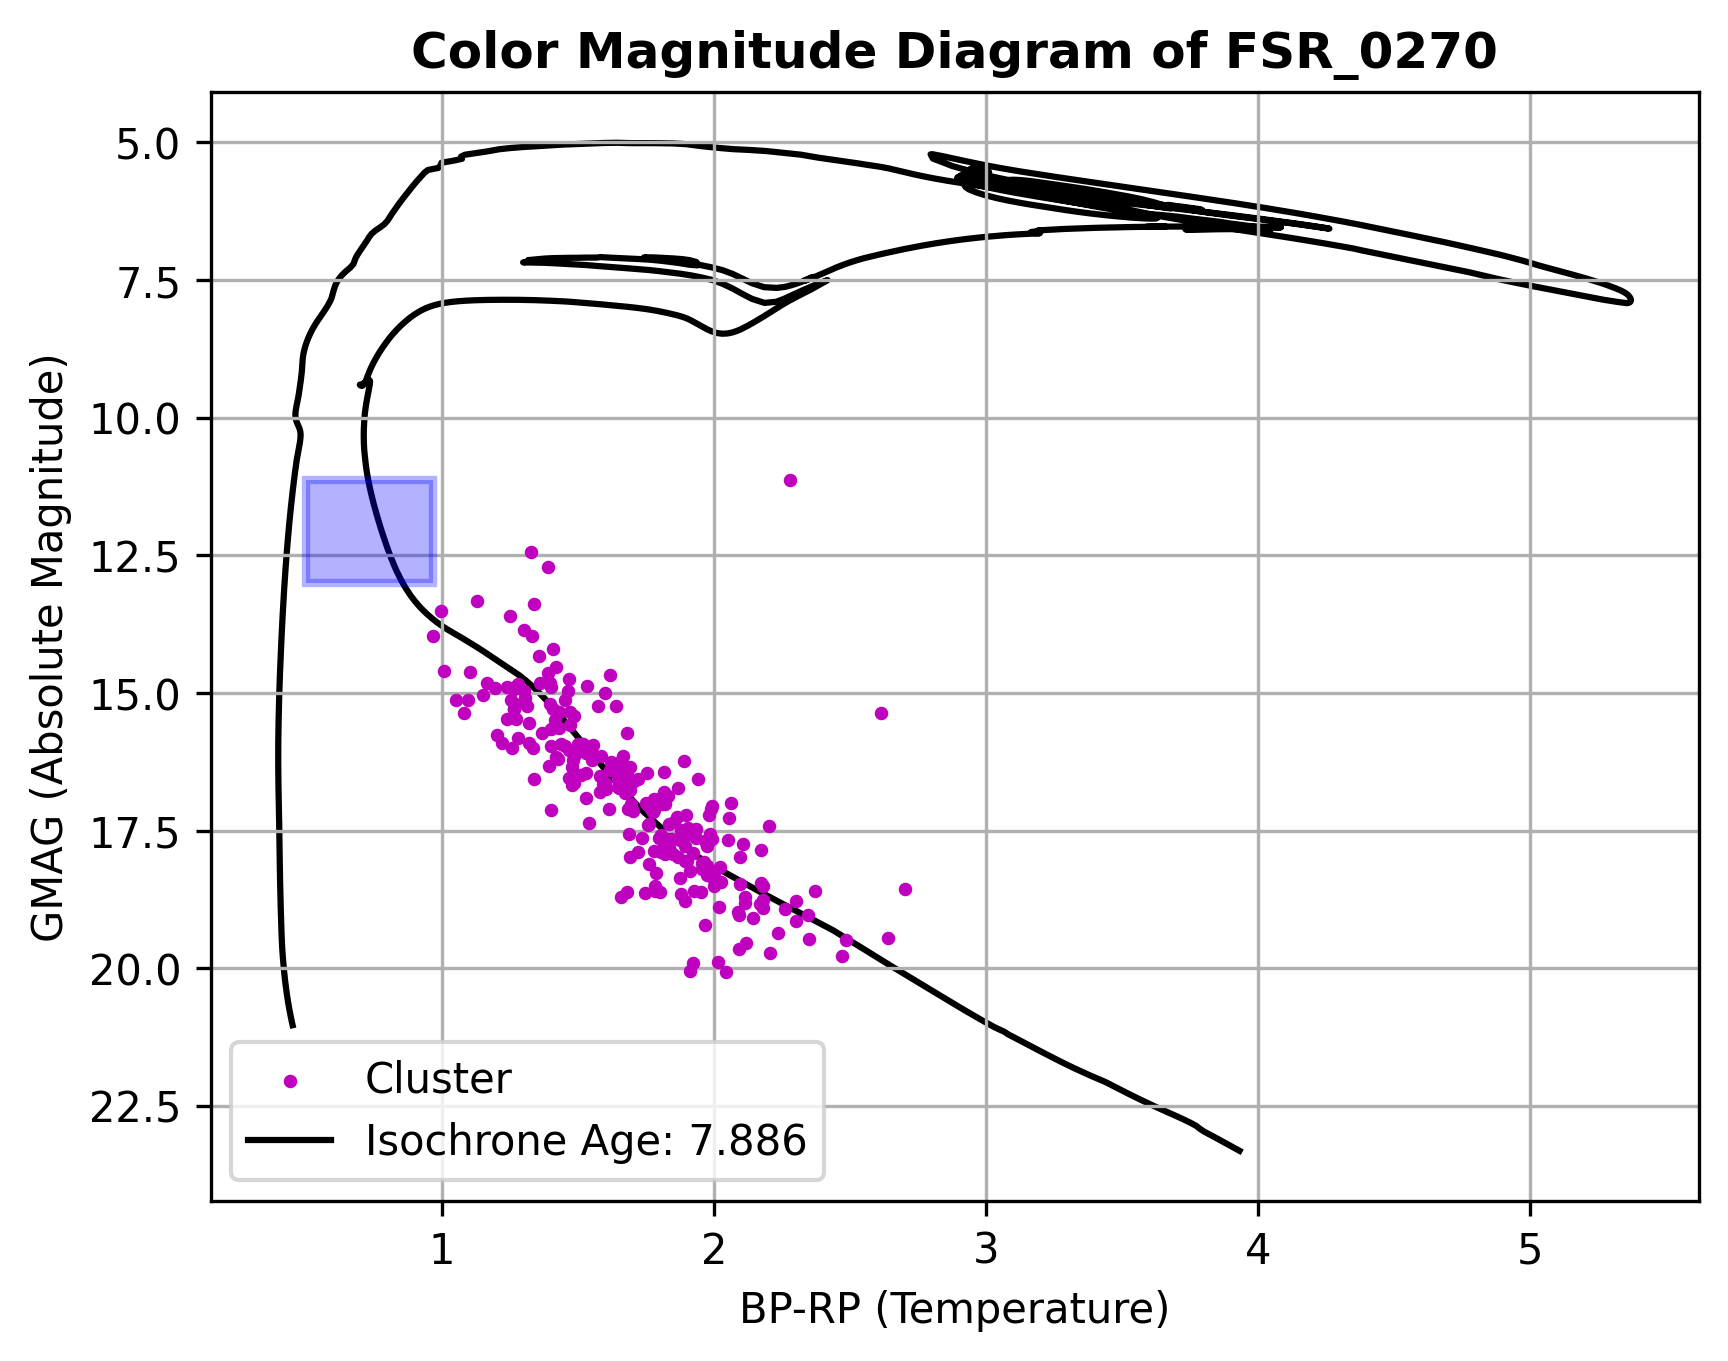 Color Magnitude Diagram of FSR_0270
5.0
7.5
10.0
12.5
15.0
17.5
20.0
22.5
GMAG (Absolute Magnitude)
Cluster
Isochrone Age: 7.886
1 2 3 4 5
BP-RP (Temperature)